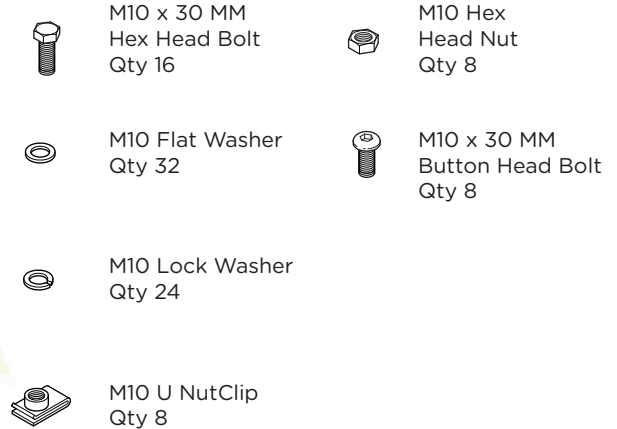 M10 x 30 MM
Hex Head Bolt
Qty 16
M10 Hex
Head Nut
Qty 8
M10 Flat Washer
Qty 32
M10 x 30 MM
Button Head Bolt
Qty 8
M10 Lock Washer
Qty 24
M10 U NutClip
Qty 8